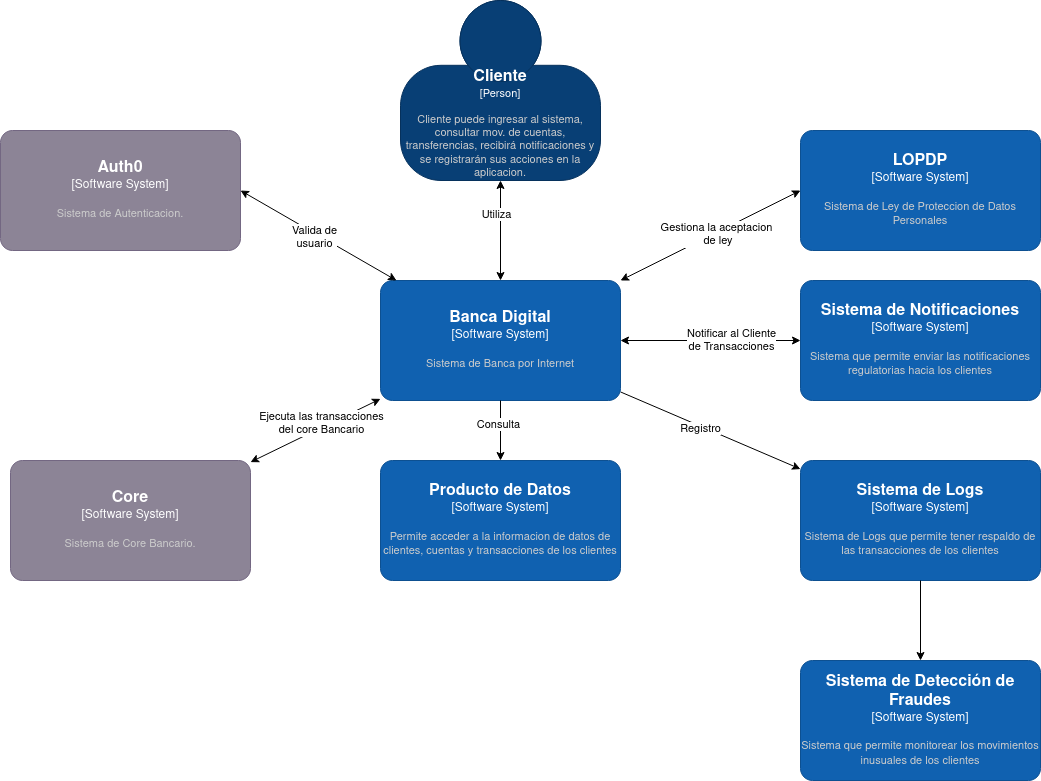 Cliente
[Person]
Cliente puede ingresar al sistema,
consultar mov. de cuentas,
transferencias, recibirá notificaciones y
se registrarán sus acciones en la
aplicacion.
Auth0
[Software System]
Sistema de Autenticacion.
LOPDP
[Software System]
Sistema de Ley de Proteccion de Datos
Personales
Utiliza
Valida de
usuario
Gestiona la aceptacion
de ley
Banca Digital
[Software System]
Sistema de Banca por Internet
Notificar al Cliente
de Transacciones
Sistema de Notificaciones
[Software System]
Sistema que permite enviar las notificaciones
regulatorias hacia los clientes
Ejecuta las transacciones
del core Bancario
Consulta
Registro
Core
[Software System]
Sistema de Core Bancario.
Producto de Datos
[Software System]
Permite acceder a la informacion de datos de
clientes, cuentas y transacciones de los clientes
Sistema de Logs
[Software System]
Sistema de Logs que permite tener respaldo de
las transacciones de los clientes
Sistema de Detección de
Fraudes
[Software System]
Sistema que permite monitorear los movimientos
inusuales de los clientes